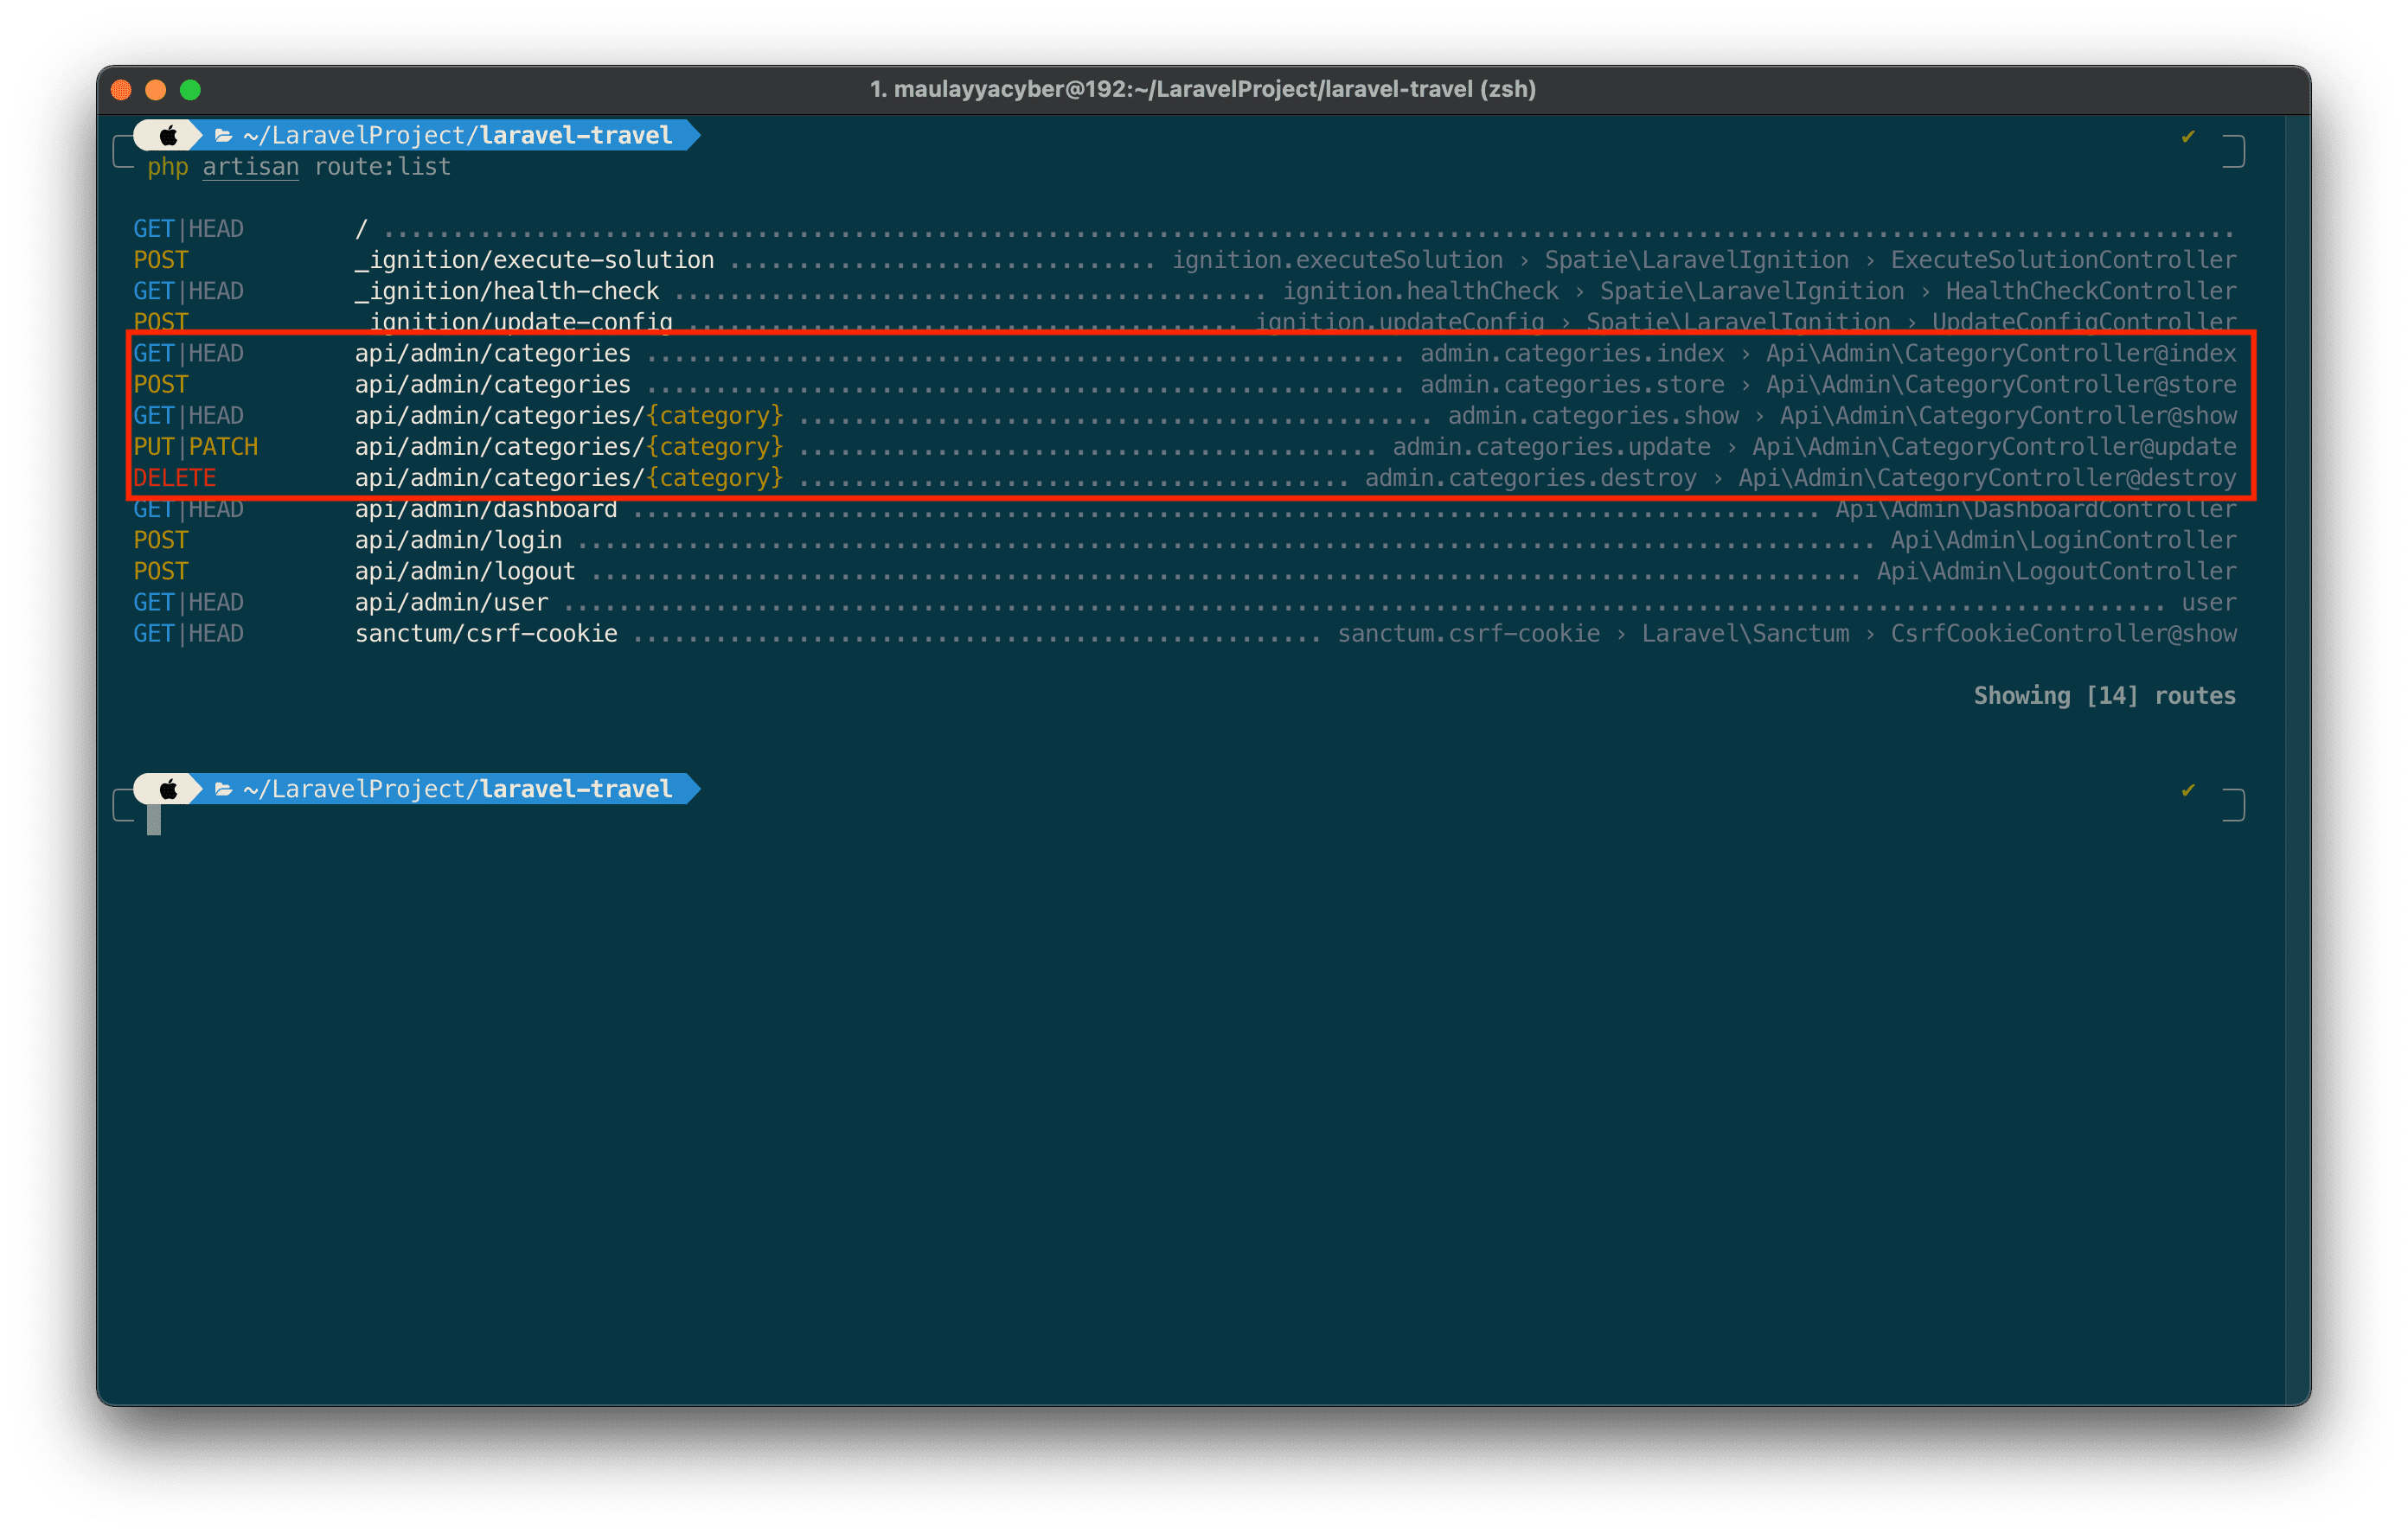 1. maulayyacyber@192:~/LaravelProject/laravel-travel (zsh)
~/LaravelProject/laravel-travel ✔
php artisan route:list
GET|HEAD / ........................................................................................................................................
POST _ignition/execute-solution ............................... ignition.executeSolution › Spatie\LaravelIgnition › ExecuteSolutionController
GET|HEAD _ignition/health-check ........................................... ignition.healthCheck › Spatie\LaravelIgnition › HealthCheckController
POST _ignition/update-config ........................................ ignition.updateConfig › Spatie\LaravelIgnition › UpdateConfigController
GET|HEAD api/admin/categories ....................................................... admin.categories.index › Api\Admin\CategoryController@index
POST api/admin/categories ....................................................... admin.categories.store › Api\Admin\CategoryController@store
GET|HEAD api/admin/categories/{category} .............................................. admin.categories.show › Api\Admin\CategoryController@show
PUT|PATCH api/admin/categories/{category} .......................................... admin.categories.update › Api\Admin\CategoryController@update
DELETE api/admin/categories/{category} ........................................ admin.categories.destroy › Api\Admin\CategoryController@destroy
GET|HEAD api/admin/dashboard ...................................................................................... Api\Admin\DashboardController
POST api/admin/login .............................................................................................. Api\Admin\LoginController
POST api/admin/logout ............................................................................................ Api\Admin\LogoutController
GET|HEAD api/admin/user .................................................................................................................... user
GET|HEAD sanctum/csrf-cookie .................................................. sanctum.csrf-cookie › Laravel\Sanctum › CsrfCookieController@show
Showing [14] routes
~/LaravelProject/laravel-travel ✔